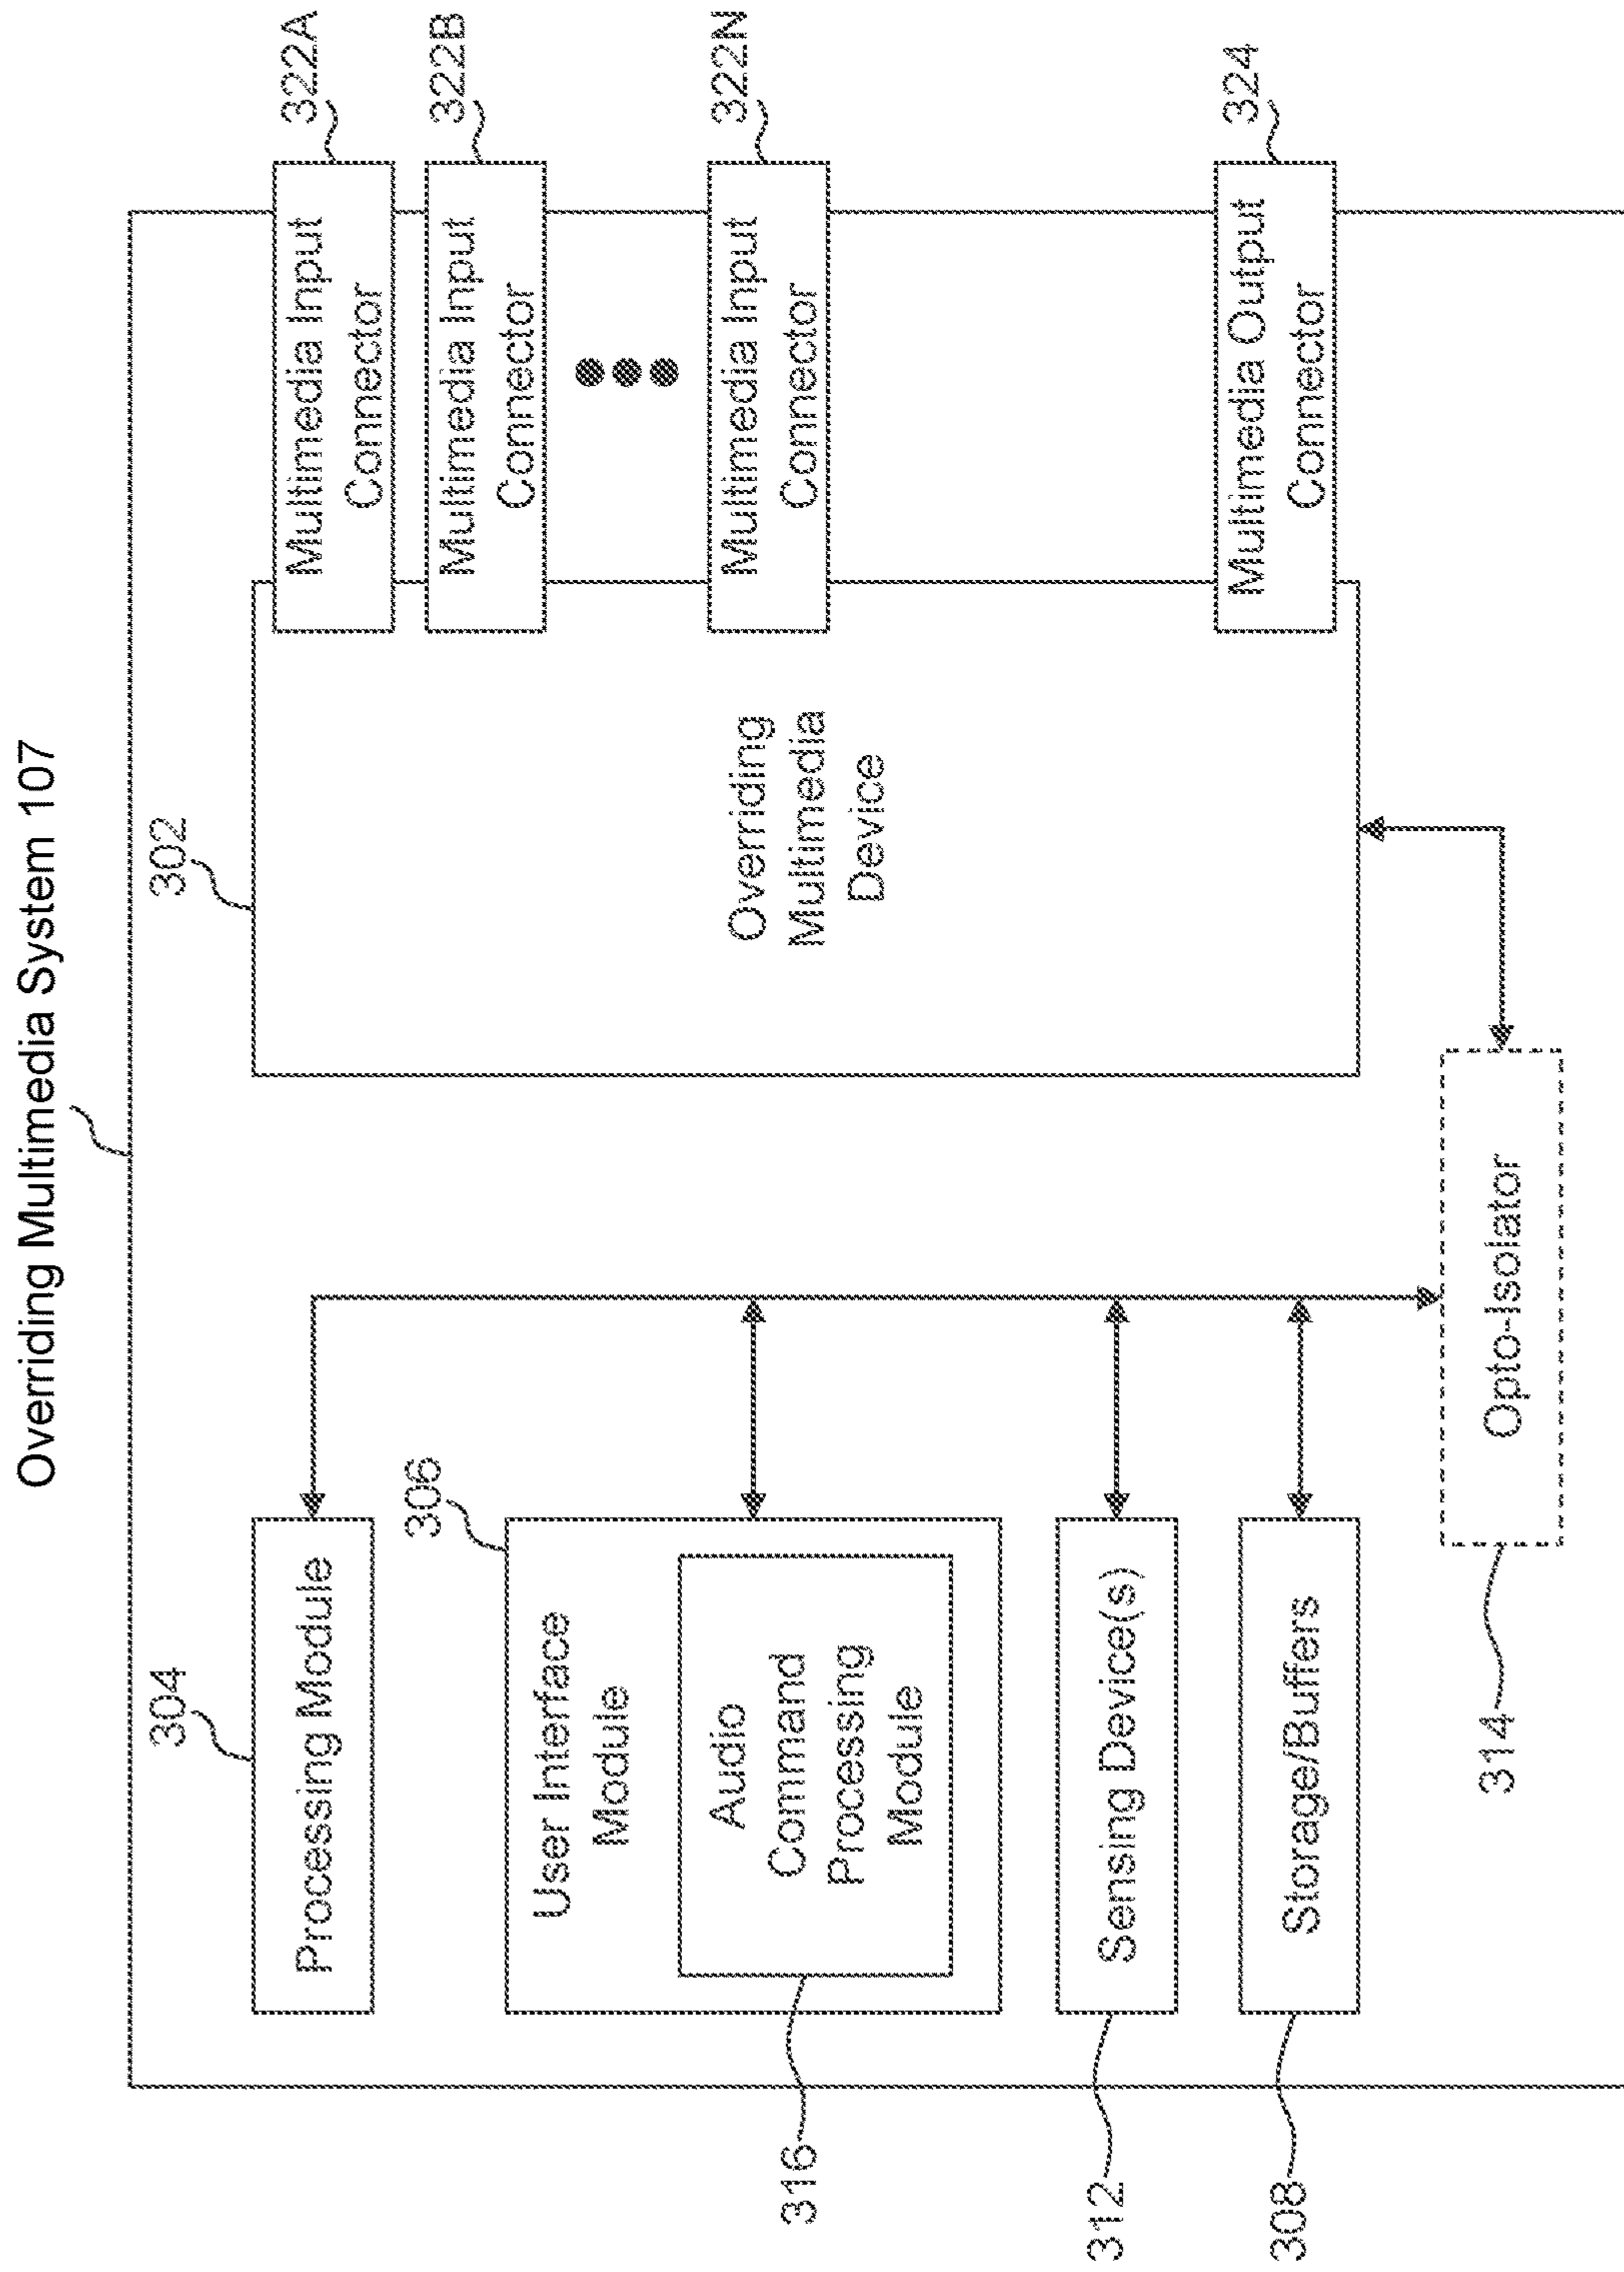 Overriding Multimedia System 107
304
Processing Module
306
User Interface
Module
Audio
Command
Processing
Module
316
Sensing Device(s)
312
Storage/Buffers
308
Opto-Isolator
314
302
Overriding
Multimedia
Device
Multimedia Input
Connector
322A
Multimedia Input
Connector
322B
Multimedia Input
Connector
322N
Multimedia Output
Connector
324